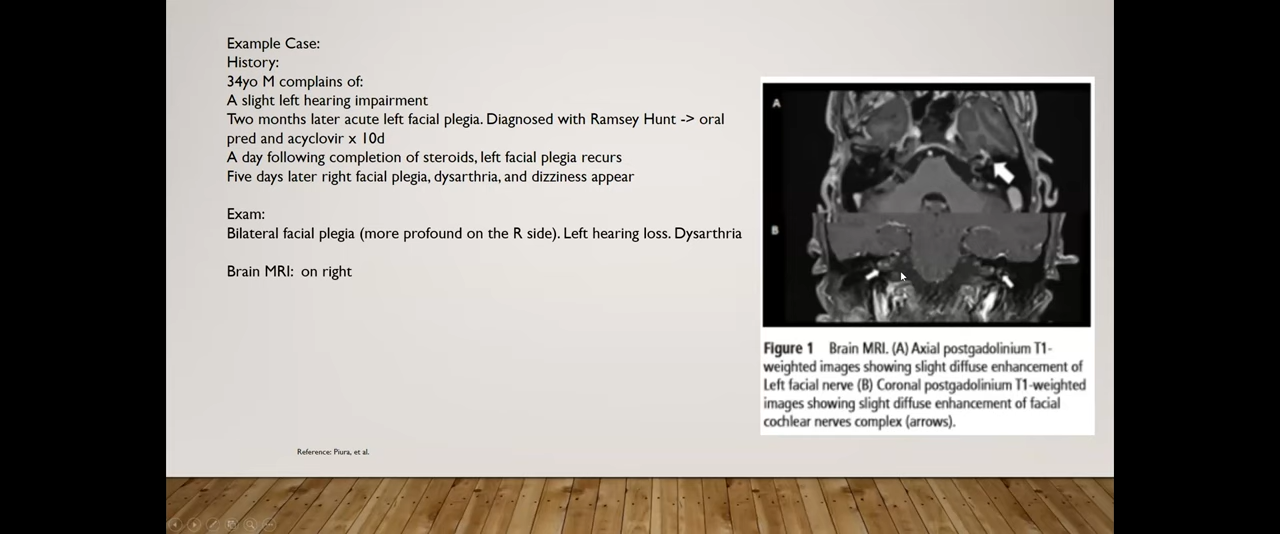 Example Case:
History:
34yo M complains of:
A slight left hearing impairment
Two months later acute left facial plegia. Diagnosed with Ramsey Hunt -> oral
pred and acyclovir x 10d
A day following completion of steroids, left facial plegia recurs
Five days later right facial plegia, dysarthria, and dizziness appear
Exam:
Bilateral facial plegia (more profound on the R side). Left hearing loss. Dysarthria
Brain MRI: on right
A
B
Figure 1 Brain MRI. (A) Axial postgadolinium T1-
weighted images showing slight diffuse enhancement of
Left facial nerve (B) Coronal postgadolinium T1-weighted
images showing slight diffuse enhancement of facial
cochlear nerves complex (arrows).
Reference: Piura, et al.